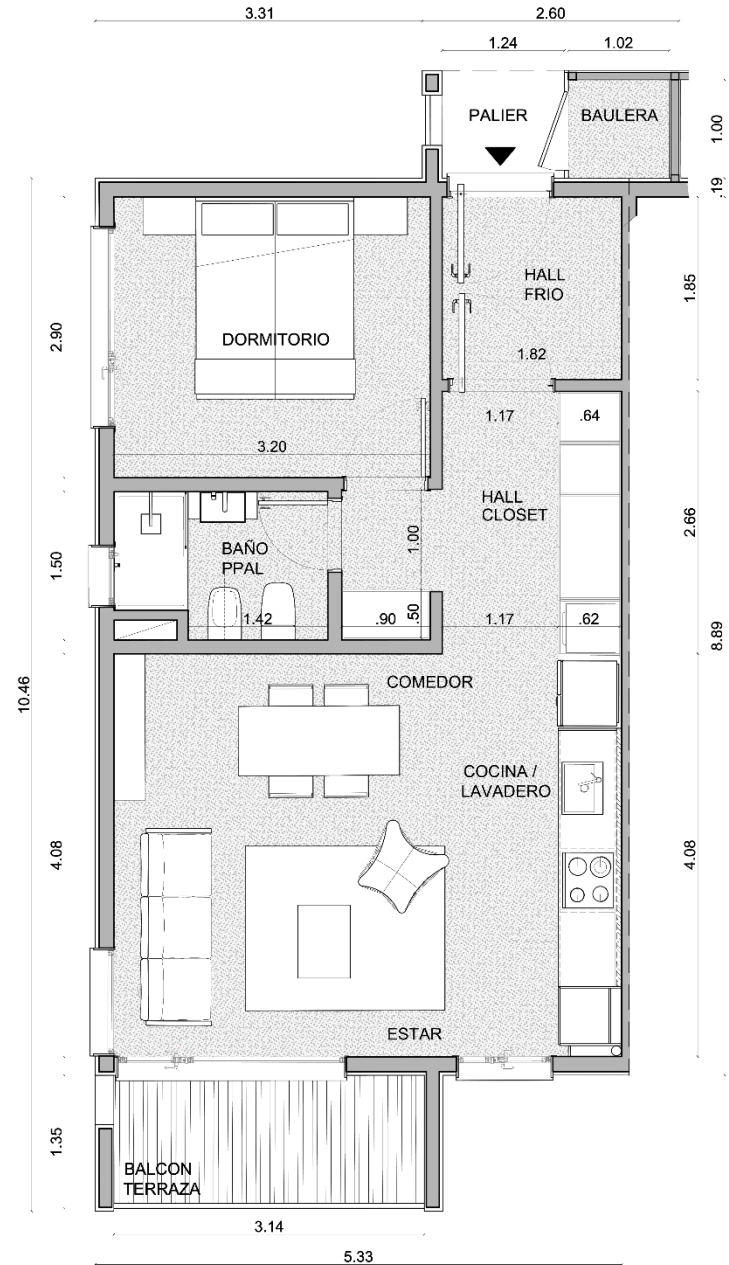 3.31
2.60
1.24
1.02
PALIER
BAULERA
1.00
.19
HALL
FRIO
1.85
2.90
DORMITORIO
1.82
3.20
1.17
.64
HALL
CLOSET
2.66
1.00
BAÑO
PPAL
1.50
1.42
.90
.50
1.17
.62
8.89
10.46
COMEDOR
COCINA /
LAVADERO
4.08
4.08
ESTAR
1.35
BALCON
TERRAZA
3.14
5.33